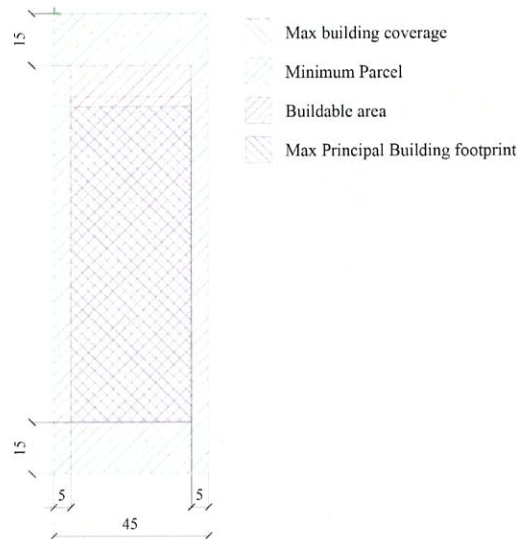 15
Max building coverage
Minimum Parcel
Buildable area
Max Principal Building footprint
15
5
5
45